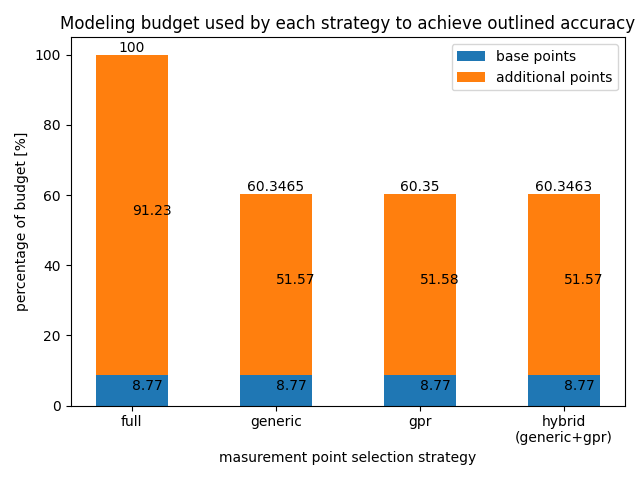 Modeling budget used by each strategy to achieve outlined accuracy
base points
additional points
percentage of budget [%]
100
80
60
40
20
0
100
60.3465
60.35
60.3463
91.23
51.57
51.58
51.57
8.77
8.77
8.77
8.77
full
generic
gpr
hybrid
(generic+gpr)
masurement point selection strategy